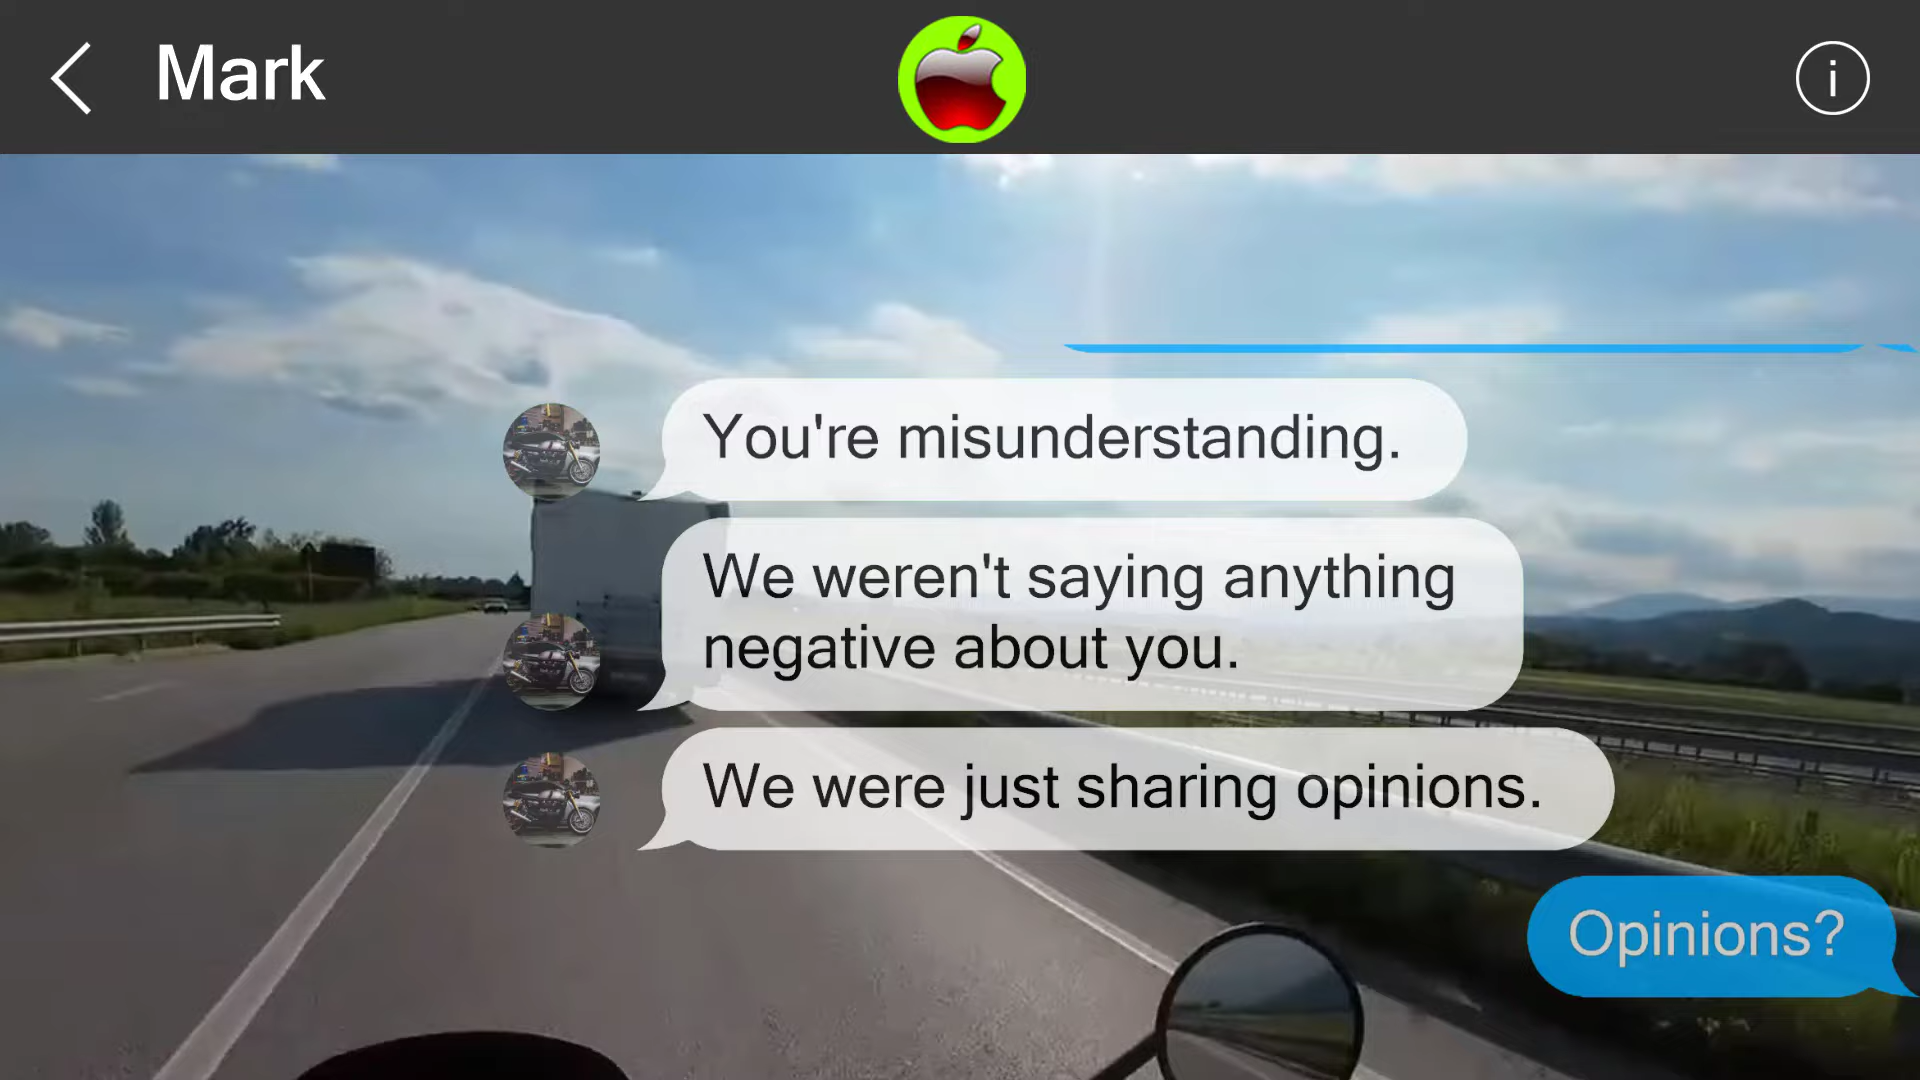 Mark
You're misunderstanding.
We weren't saying anything
negative about you.
We were just sharing opinions.
Opinions?